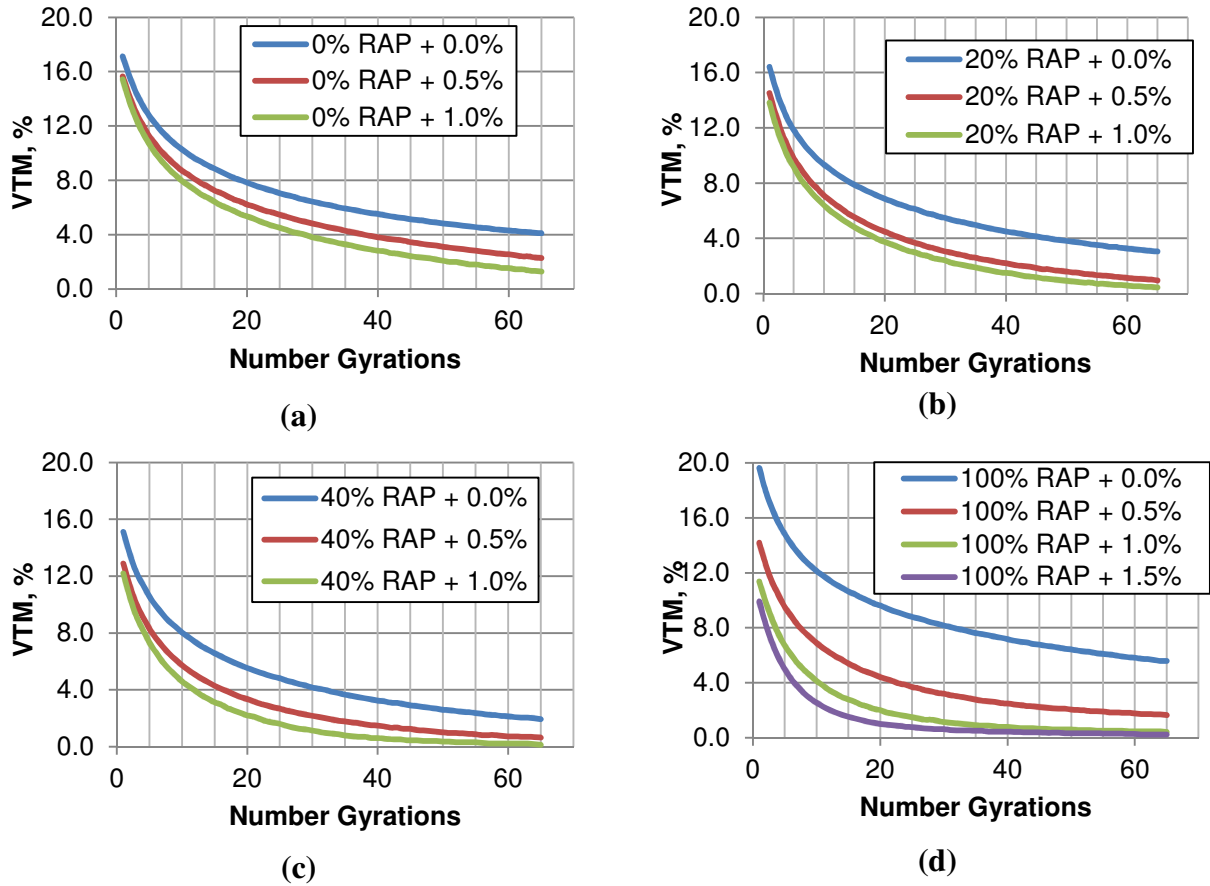 20.0
16.0
12.0
8.0
4.0
0.0
VTM, %
0% RAP + 0.0%
0% RAP + 0.5%
0% RAP + 1.0%
0 20 40 60
Number Gyrations
(a)
20.0
16.0
12.0
8.0
4.0
0.0
VTM, %
20% RAP + 0.0%
20% RAP + 0.5%
20% RAP + 1.0%
0 20 40 60
Number Gyrations
(b)
20.0
16.0
12.0
8.0
4.0
0.0
VTM, %
40% RAP + 0.0%
40% RAP + 0.5%
40% RAP + 1.0%
0 20 40 60
Number Gyrations
(c)
20.0
16.0
12.0
8.0
4.0
0.0
VTM, %
100% RAP + 0.0%
100% RAP + 0.5%
100% RAP + 1.0%
100% RAP + 1.5%
0 20 40 60
Number Gyrations
(d)